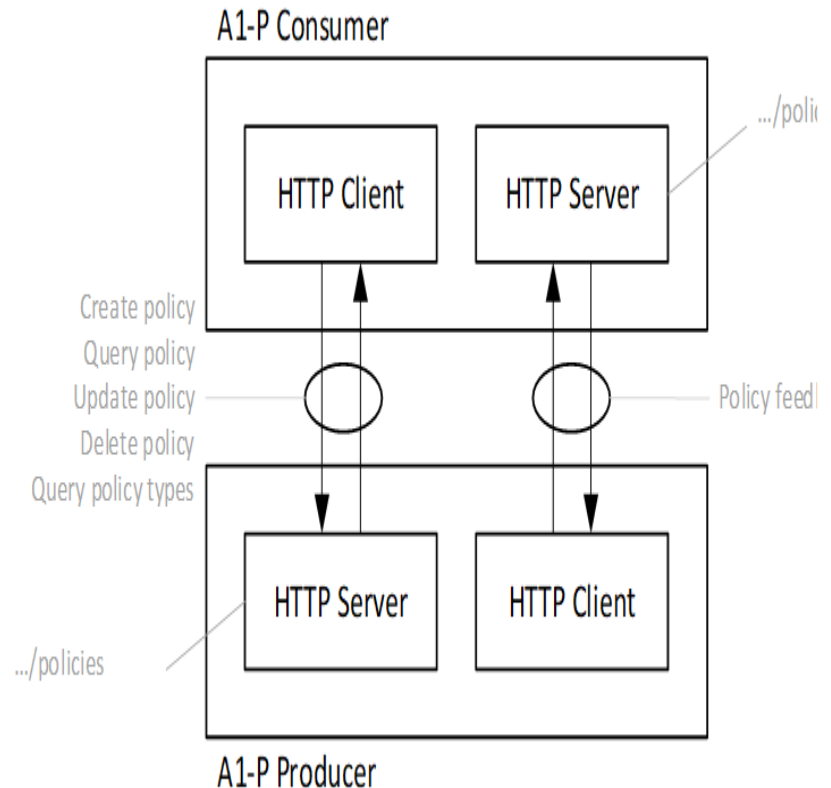 A1-P Consumer
.../polic
HTTP Client
HTTP Server
Create policy
Query policy
Update policy
Delete policy
Query policy types
Policy feed
HTTP Server
HTTP Client
.../policies
A1-P Producer